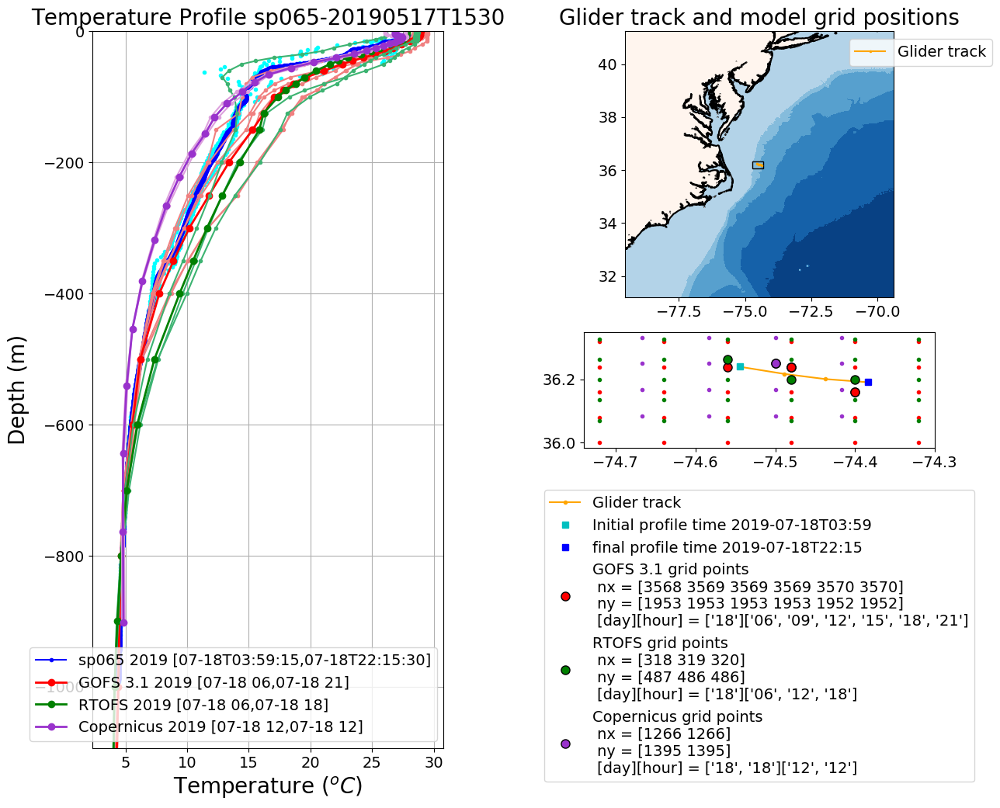 Temperature Profile sp065-20190517T1530
0
−200
−400
−600
−800
−1000
Depth (m)
5
10
15
20
25
30
Temperature (°C)
sp065 2019 [07-18T03:59:15,07-18T22:15:30]
GOFS 3.1 2019 [07-18 06,07-18 21]
RTOFS 2019 [07-18 06,07-18 18]
Copernicus 2019 [07-18 12,07-18 12]
Glider track and model grid positions
Glider track
40
38
36
34
32
−77.5
−75.0
−72.5
−70.0
36.2
36.0
−74.7
−74.6
−74.5
−74.4
−74.3
Glider track
Initial profile time 2019-07-18T03:59
final profile time 2019-07-18T22:15
GOFS 3.1 grid points
nx = [3568 3569 3569 3569 3570 3570]
ny = [1953 1953 1953 1953 1952 1952]
[day][hour] = ['18']['06', '09', '12', '15', '18', '21']
RTOFS grid points
nx = [318 319 320]
ny = [487 486 486]
[day][hour] = ['18']['06', '12', '18']
Copernicus grid points
nx = [1266 1266]
ny = [1395 1395]
[day][hour] = ['18', '18']['12', '12']